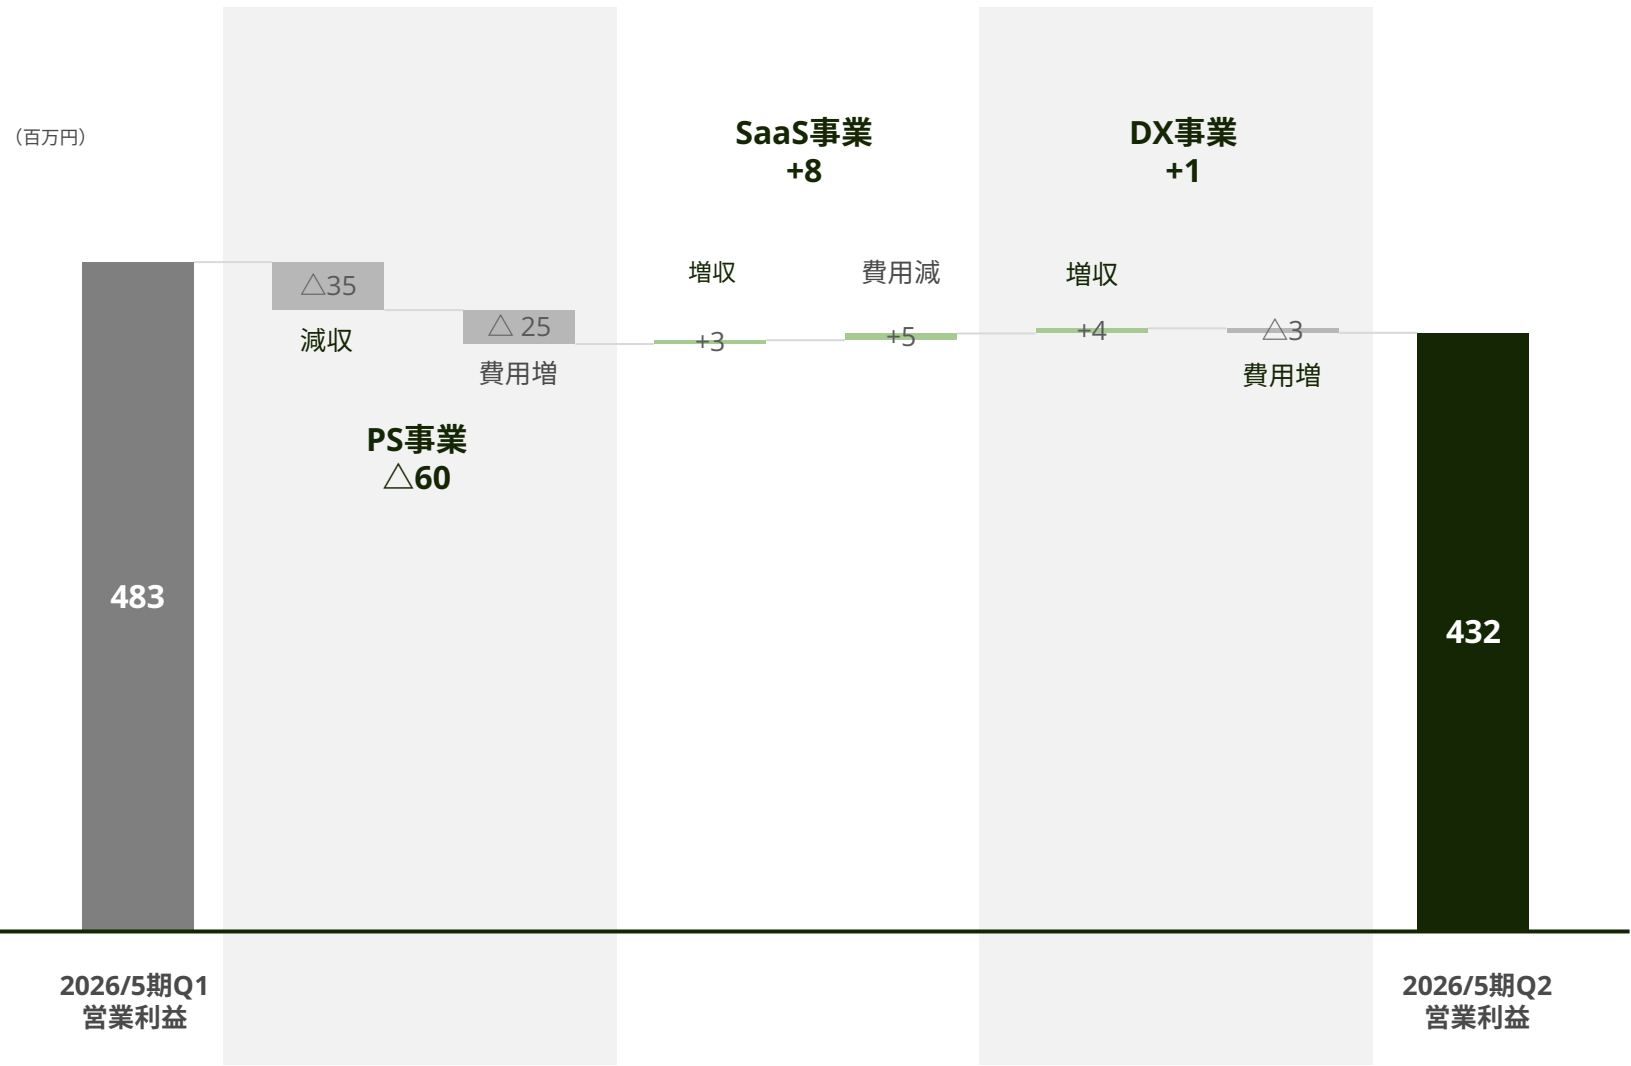 （百万円）
SaaS事業
+8
DX事業
+1
増収
費用減
増収
△35
減収
△ 25
費用増
+3
+5
+4
△3
費用増
PS事業
△60
483
432
2026/5期Q1
営業利益
2026/5期Q2
営業利益